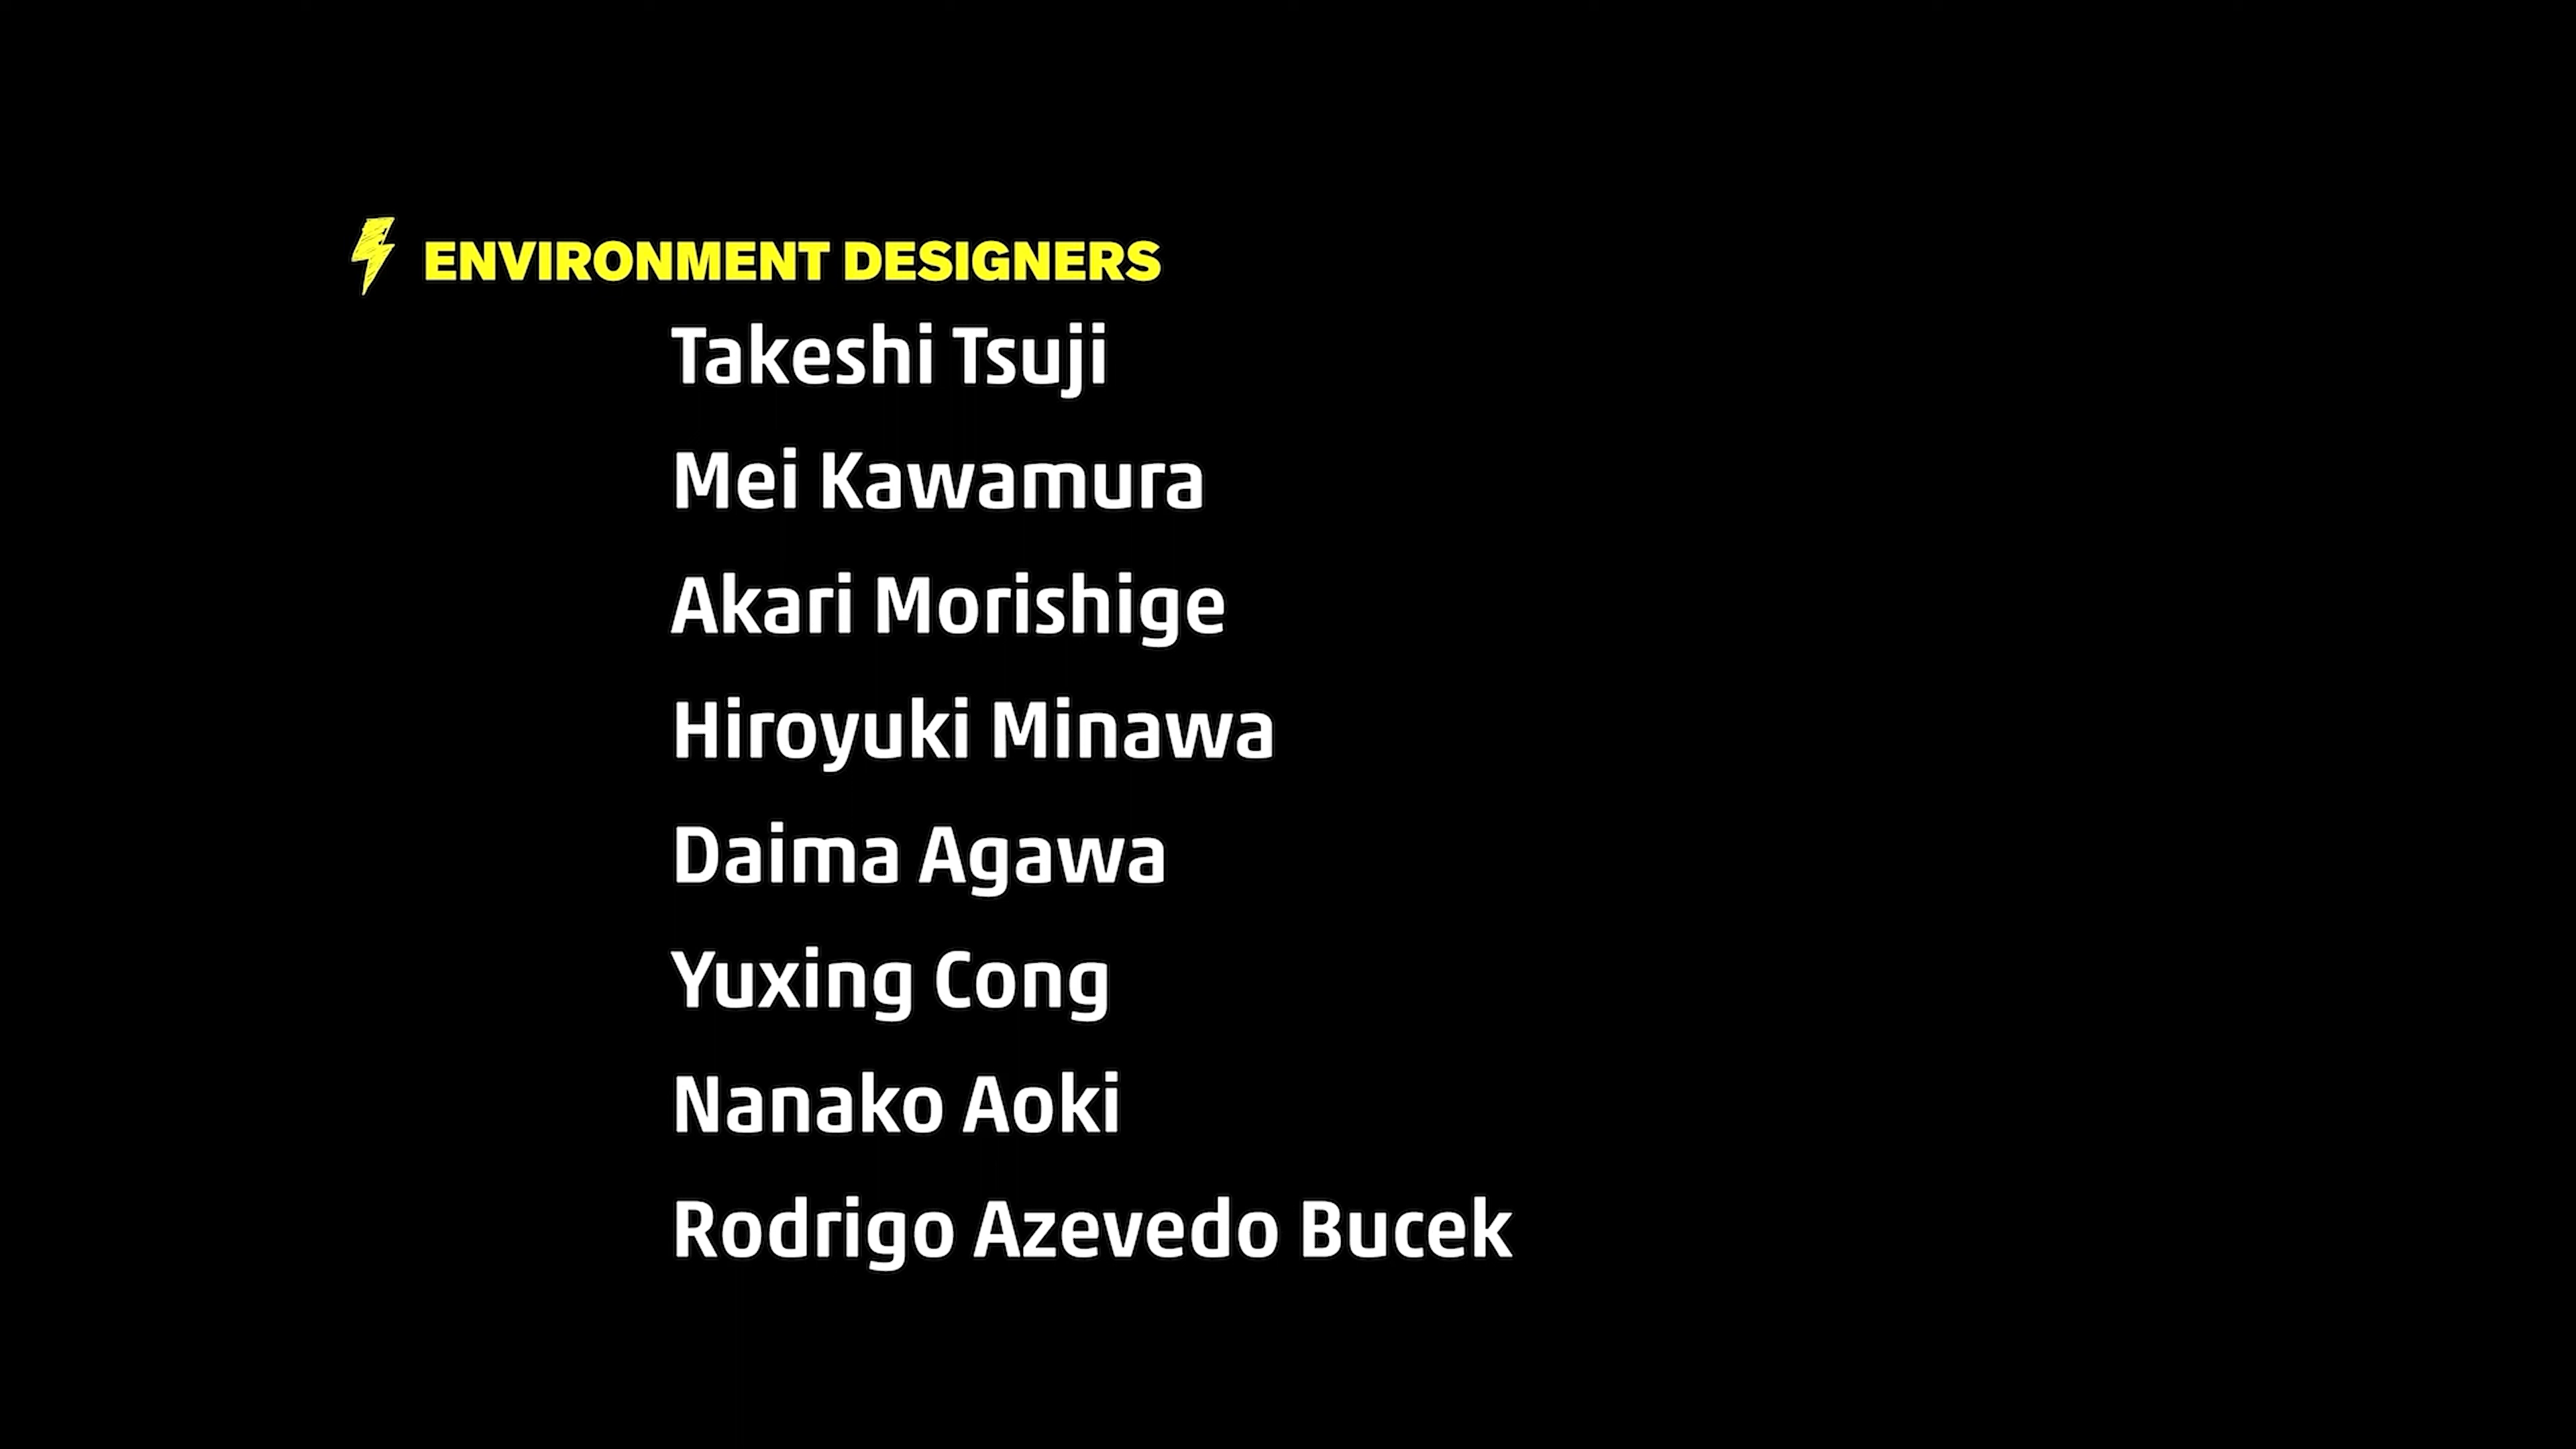 ENVIRONMENT DESIGNERS
Takeshi Tsuji
Mei Kawamura
Akari Morishige
Hiroyuki Minawa
Daima Agawa
Yuxing Cong
Nanako Aoki
Rodrigo Azevedo Bucek